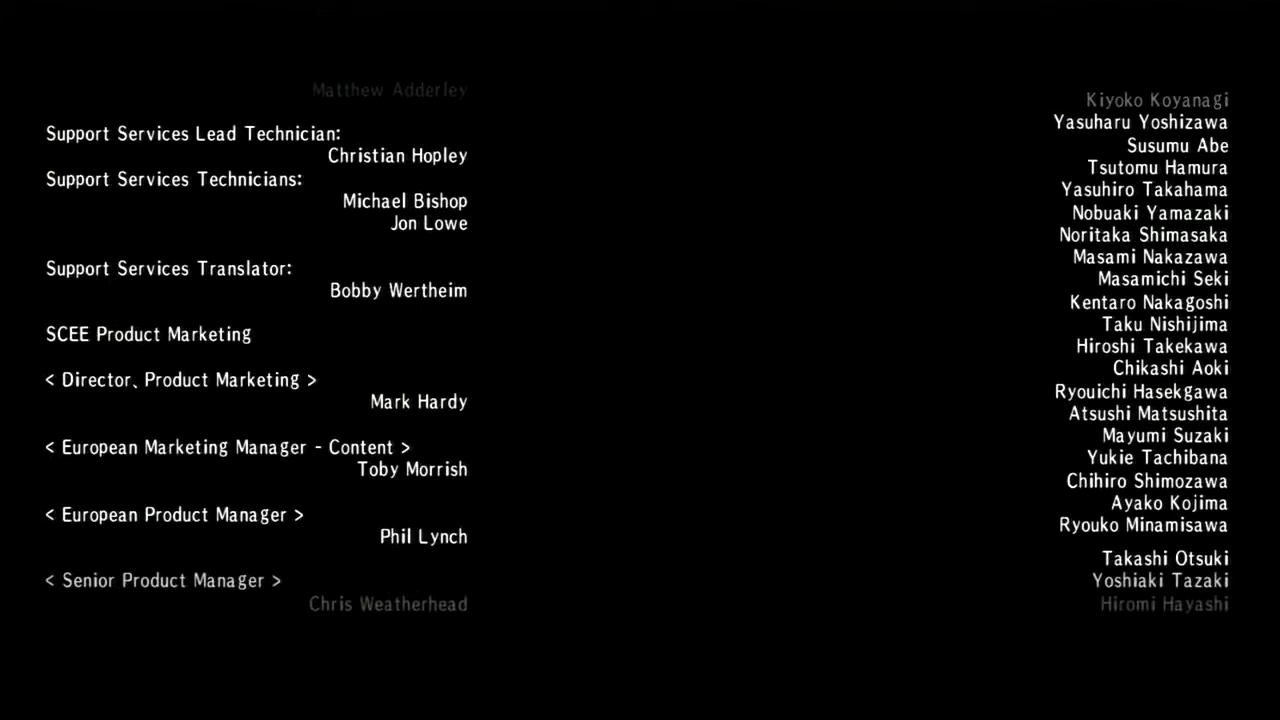 Matthew Adderley
Support Services Lead Technician:
Christian Hopley
Support Services Technicians:
Michael Bishop
Jon Lowe
Support Services Translator:
Bobby Wertheim
SCEE Product Marketing
< Director、Product Marketing >
Mark Hardy
< European Marketing Manager - Content >
Toby Morrish
< European Product Manager >
Phil Lynch
< Senior Product Manager >
Chris Weatherhead
Kiyoko Koyanagi
Yasuharu Yoshizawa
Susumu Abe
Tsutomu Hamura
Yasuhiro Takahama
Nobuaki Yamazaki
Noritaka Shimasaka
Masami Nakazawa
Masamichi Seki
Kentaro Nakagoshi
Taku Nishijima
Hiroshi Takekawa
Chikashi Aoki
Ryouichi Hasekgawa
Atsushi Matsushita
Mayumi Suzaki
Yukie Tachibana
Chihiro Shimozawa
Ayako Kojima
Ryouko Minamisawa
Takashi Otsuki
Yoshiaki Tazaki
Hiromi Hayashi